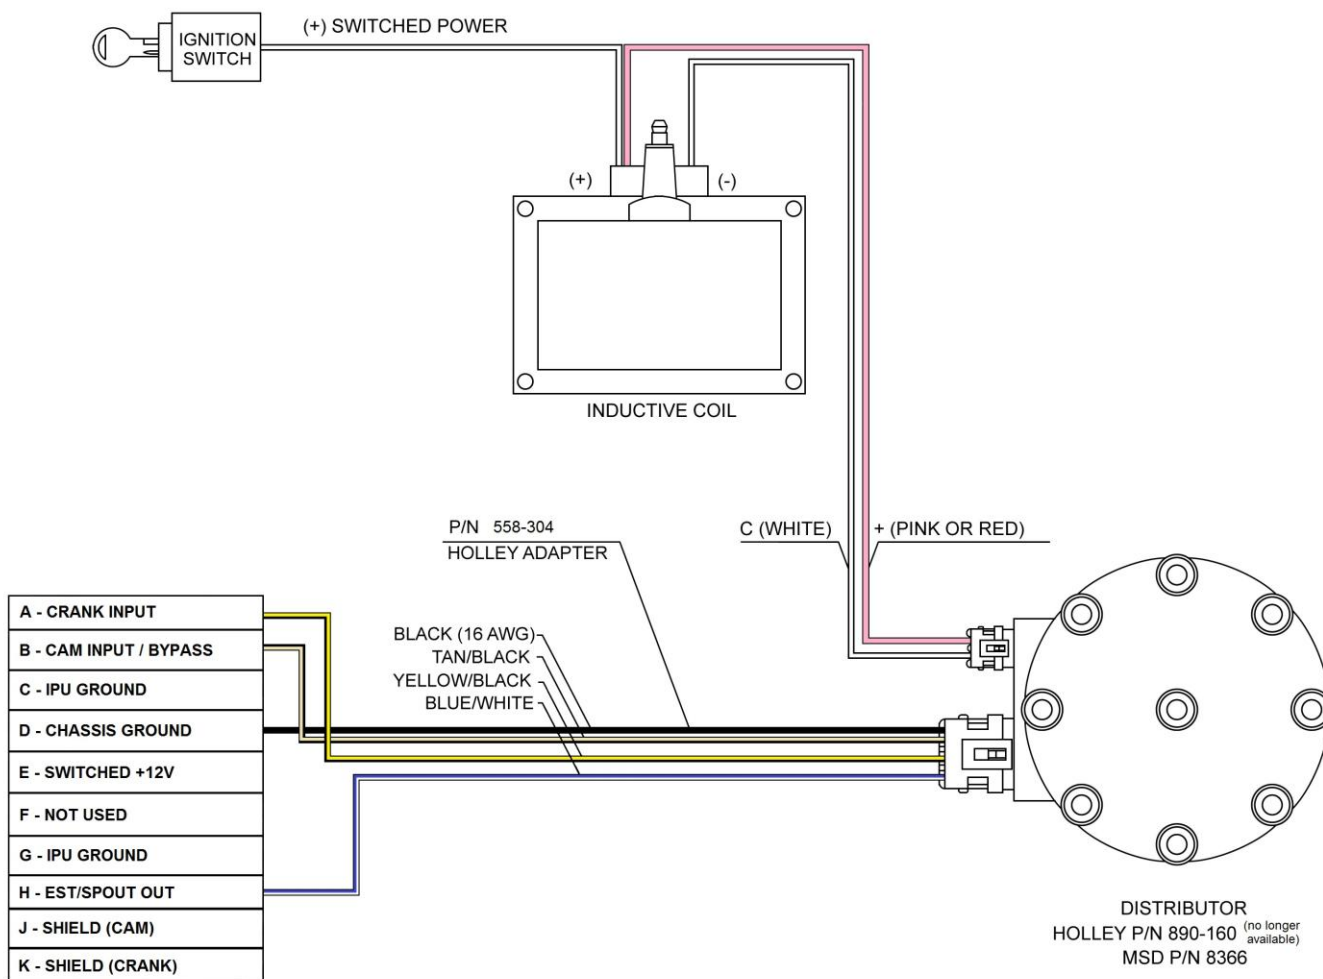 (+) SWITCHED POWER
IGNITION
SWITCH
(+)
(-)
INDUCTIVE COIL
P/N 558-304
HOLLEY ADAPTER
C (WHITE)
+ (PINK OR RED)
BLACK (16 AWG)
TAN/BLACK
YELLOW/BLACK
BLUE/WHITE
A - CRANK INPUT
B - CAM INPUT / BYPASS
C - IPU GROUND
D - CHASSIS GROUND
E - SWITCHED +12V
F - NOT USED
G - IPU GROUND
H - EST/SPOUT OUT
J - SHIELD (CAM)
K - SHIELD (CRANK)
DISTRIBUTOR
HOLLEY P/N 890-160 (no longer available)
MSD P/N 8366